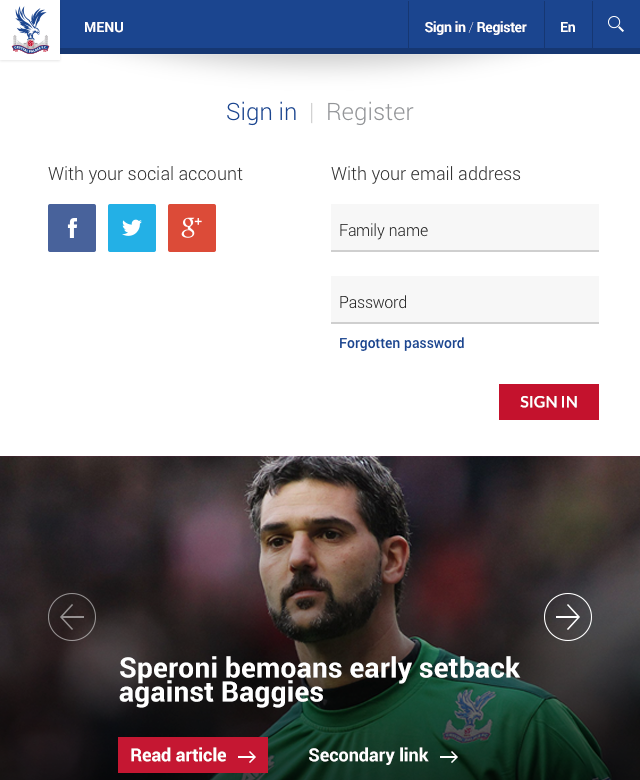 MENU
Sign in / Register
En
Sign in | Register
With your social account
With your email address
f
g+
Family name
Password
Forgotten password
SIGN IN
Speroni bemoans early setback
against Baggies
Read article →
Secondary link →